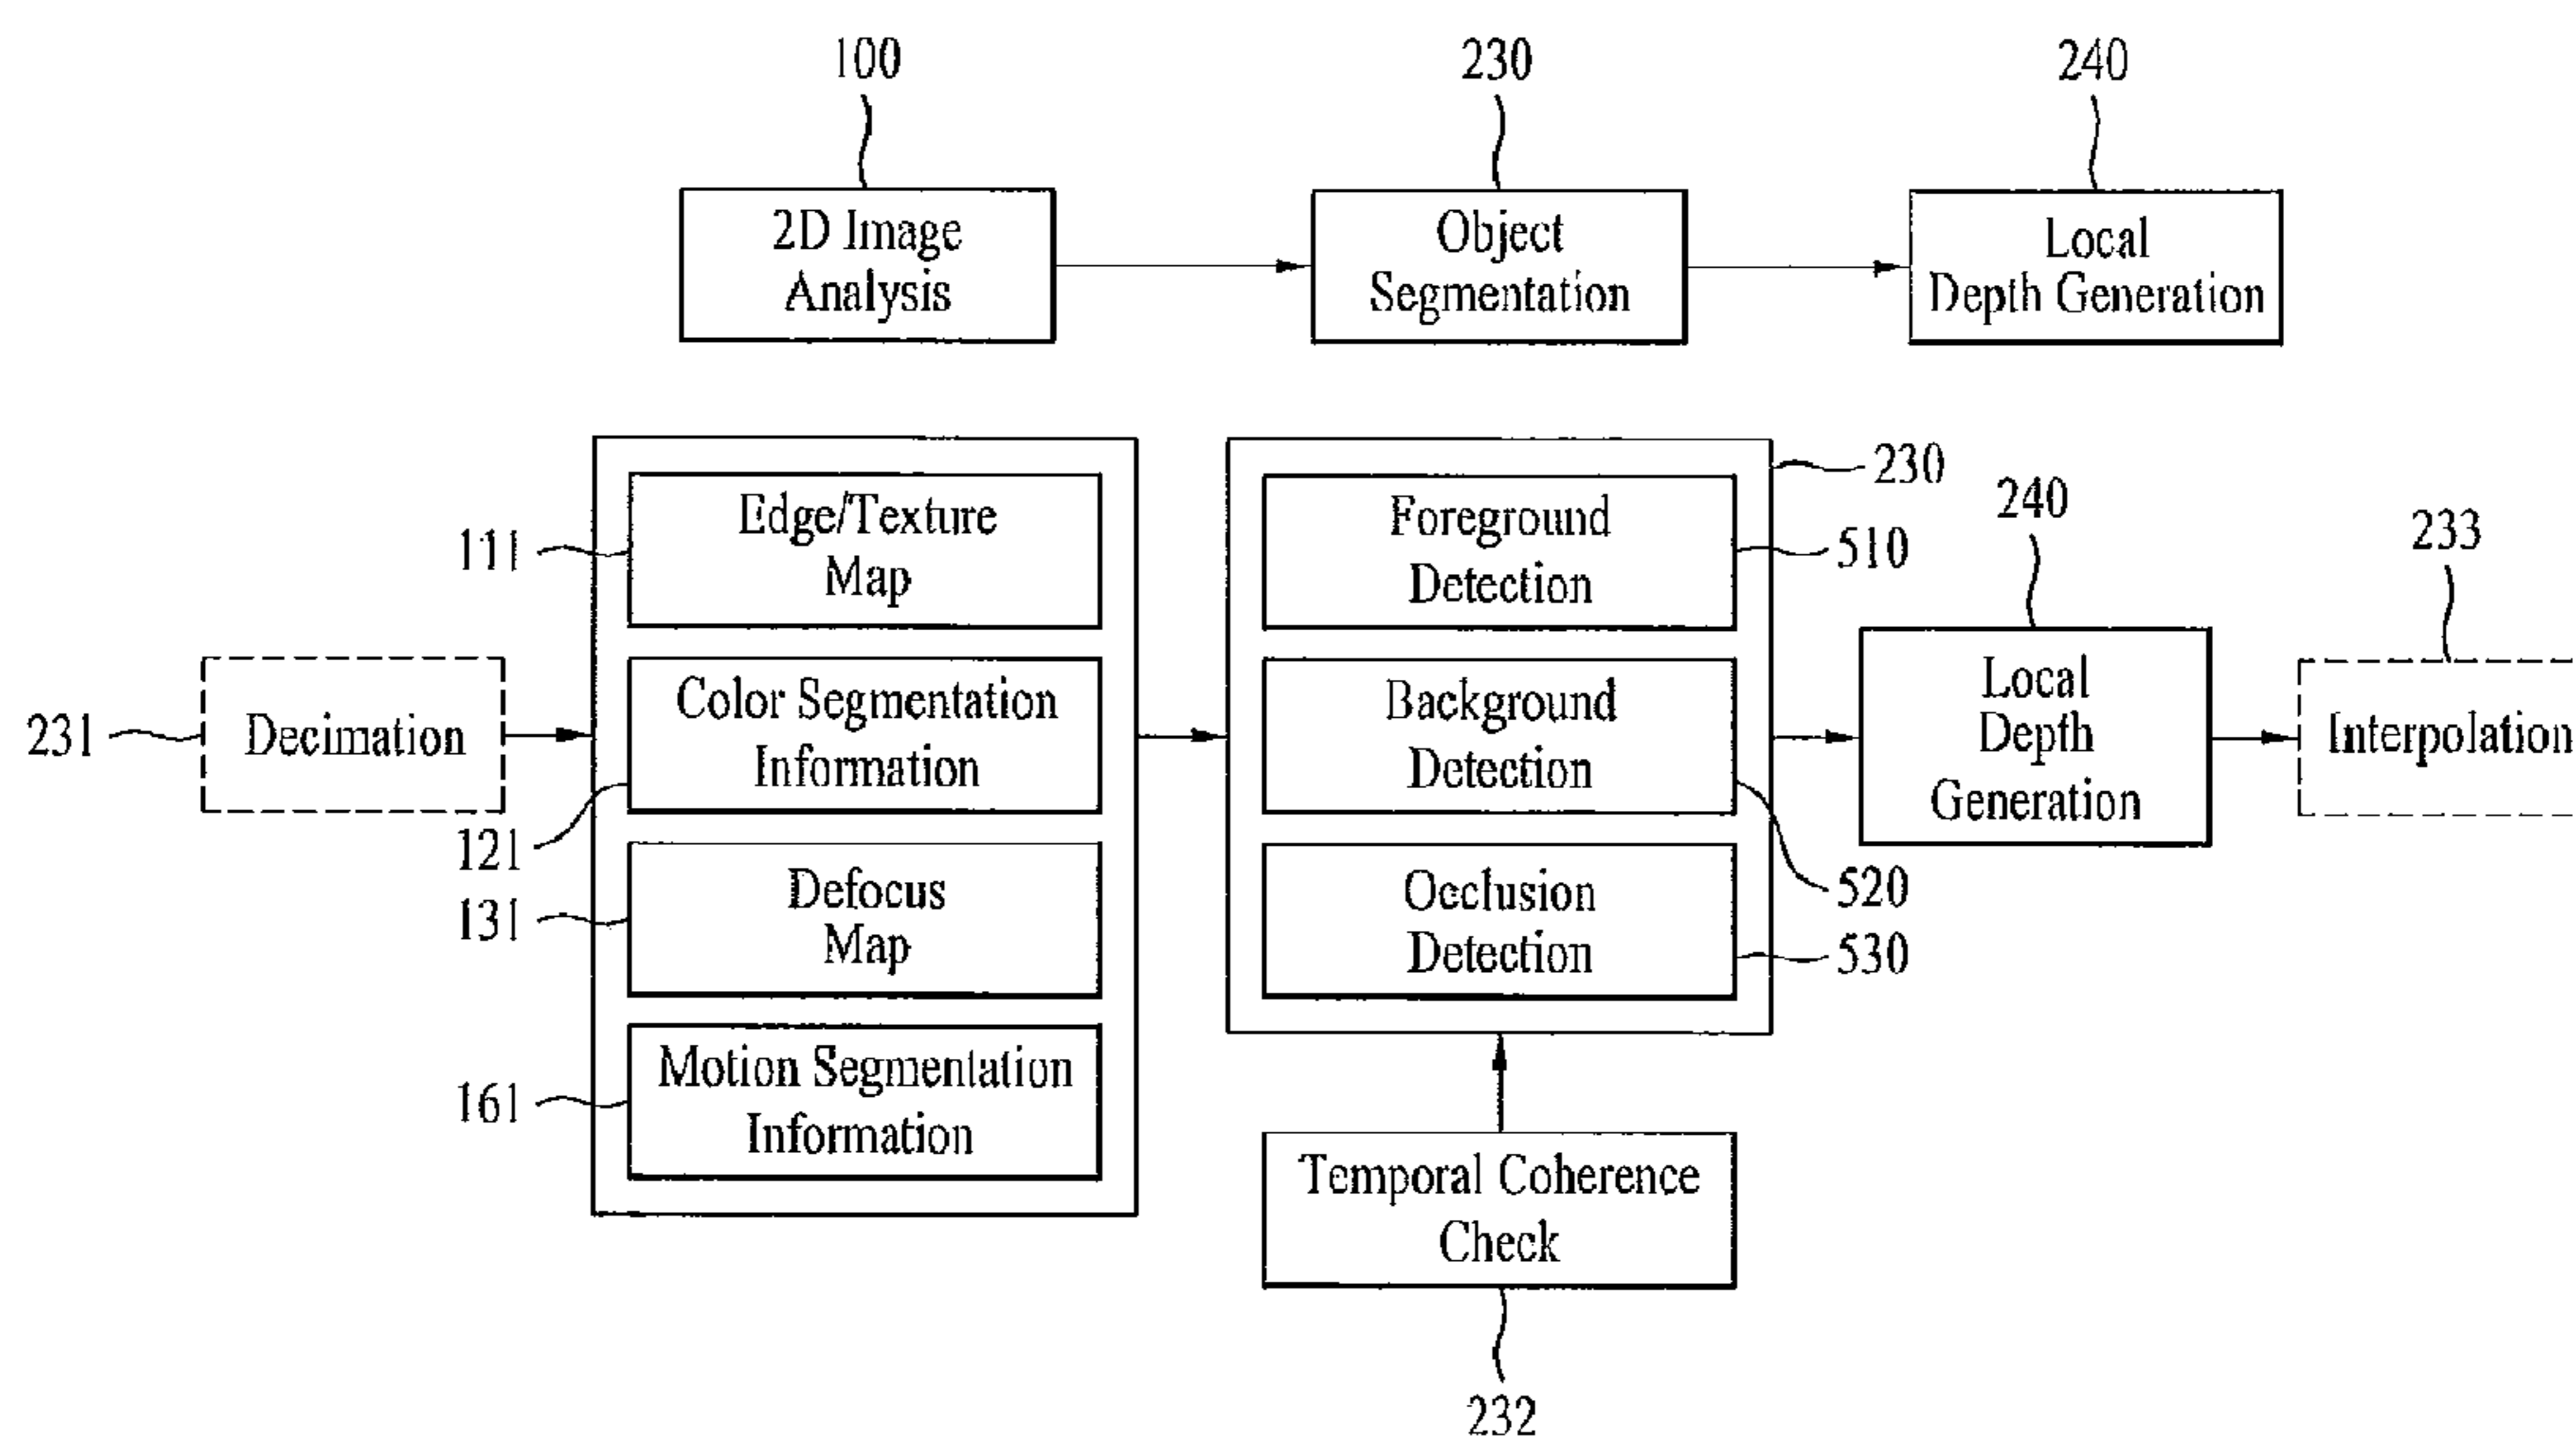 100
230
240
2D Image
Analysis
Object
Segmentation
Local
Depth Generation
Edge/Texture
Map
111
Color Segmentation
Information
121
Defocus
Map
131
Motion Segmentation
Information
161
231
Decimation
230
Foreground
Detection
510
Background
Detection
520
Occlusion
Detection
530
Temporal Coherence
Check
232
240
Local
Depth
Generation
233
Interpolation